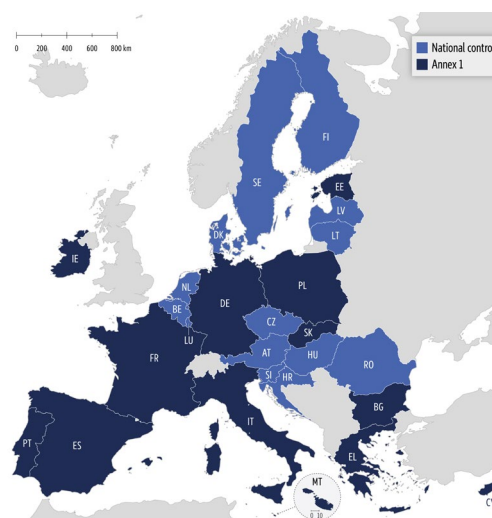 0 200 400 600 800 km
National contro
Annex 1
FI
SE
EE
LV
LT
DK
IE
NL
BE
DE
PL
LU
CZ
SK
FR
AT
HU
RO
SI
HR
IT
BG
PT
ES
EL
MT
0 10
CY